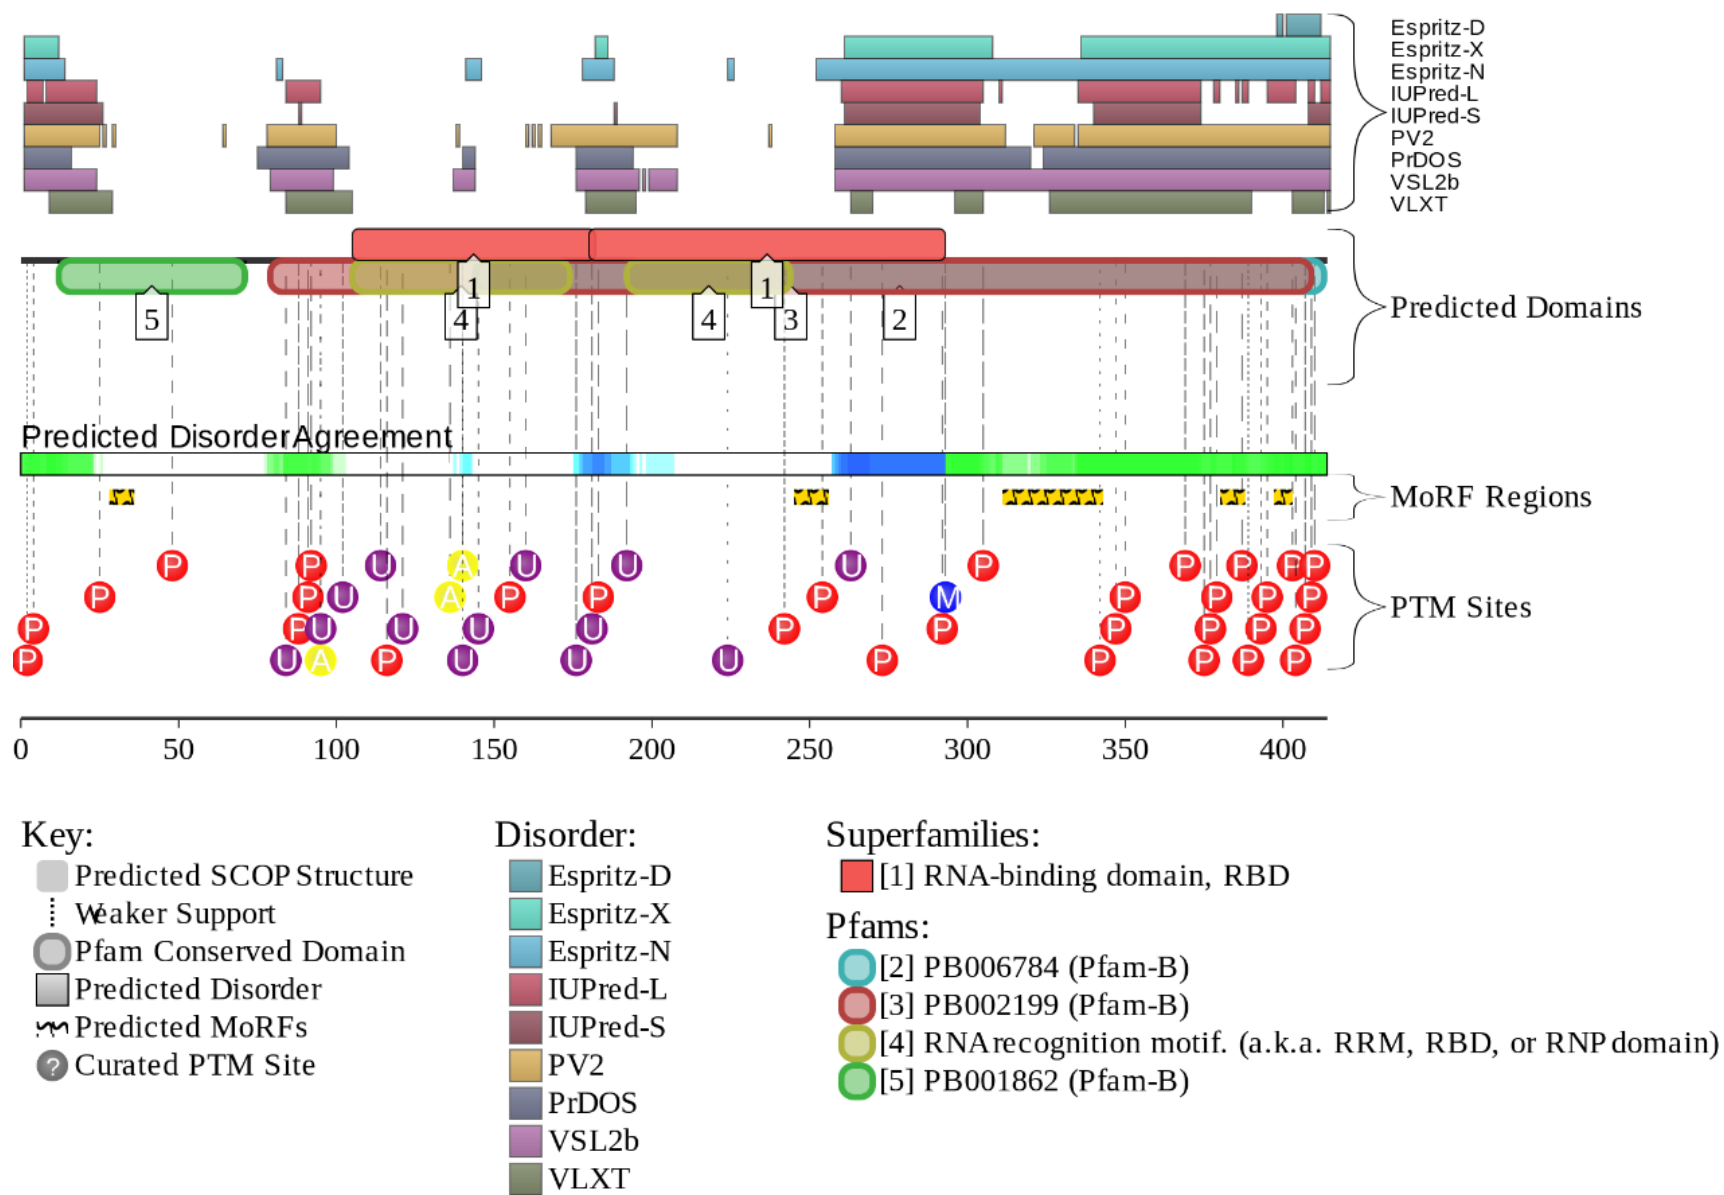 Espritz-D
Espritz-X
Espritz-N
IUPred-L
IUPred-S
PV2
PrDOS
VSL2b
VLXT
1
1
5
4
4
3
2
Predicted Domains
Predicted Disorder Agreement
MoRF Regions
P P U A U U U P P P P P
P P U A P P P M P P P P
P P U U U U P P P P P P
P U A P U U U P P P P P
PTM Sites
0 50 100 150 200 250 300 350 400
Key:
Predicted SCOP Structure
Weaker Support
Pfam Conserved Domain
Predicted Disorder
Predicted MoRFs
? Curated PTM Site
Disorder:
Espritz-D
Espritz-X
Espritz-N
IUPred-L
IUPred-S
PV2
PrDOS
VSL2b
VLXT
Superfamilies:
[1] RNA-binding domain, RBD
Pfams:
[2] PB006784 (Pfam-B)
[3] PB002199 (Pfam-B)
[4] RNA recognition motif. (a.k.a. RRM, RBD, or RNP domain)
[5] PB001862 (Pfam-B)